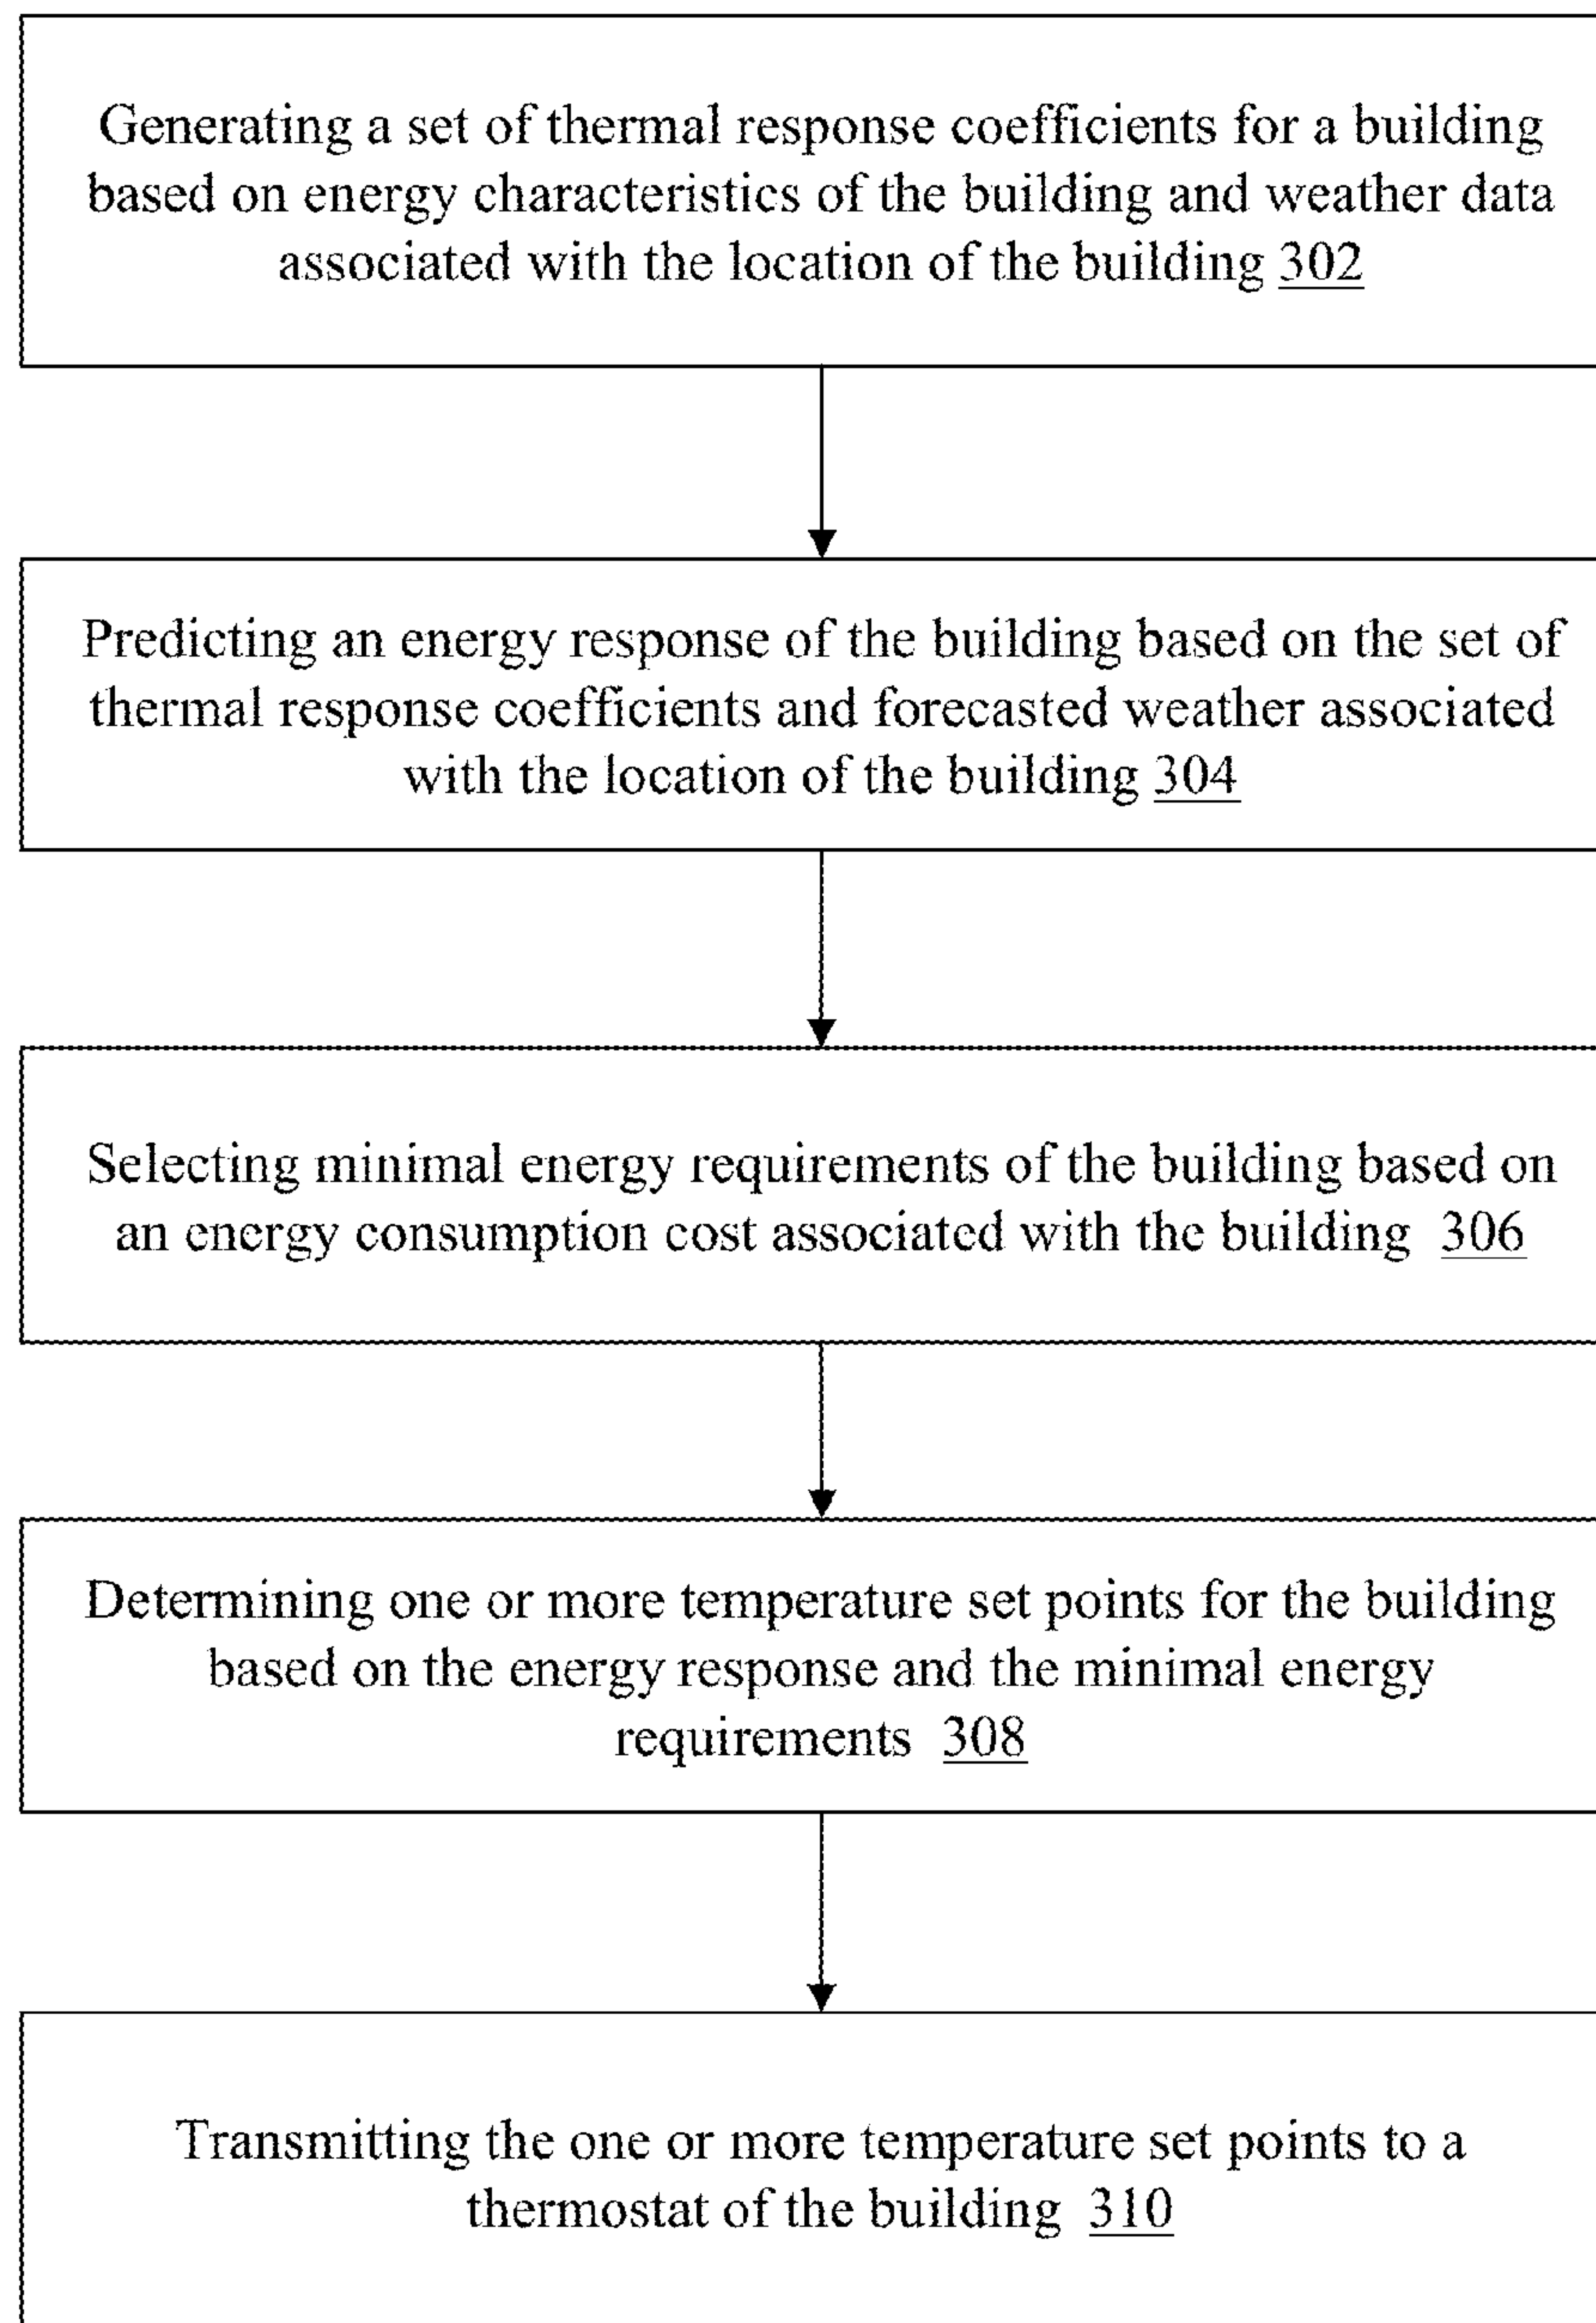 Generating a set of thermal response coefficients for a building
based on energy characteristics of the building and weather data
associated with the location of the building 302
Predicting an energy response of the building based on the set of
thermal response coefficients and forecasted weather associated
with the location of the building 304
Selecting minimal energy requirements of the building based on
an energy consumption cost associated with the building 306
Determining one or more temperature set points for the building
based on the energy response and the minimal energy
requirements 308
Transmitting the one or more temperature set points to a
thermostat of the building 310